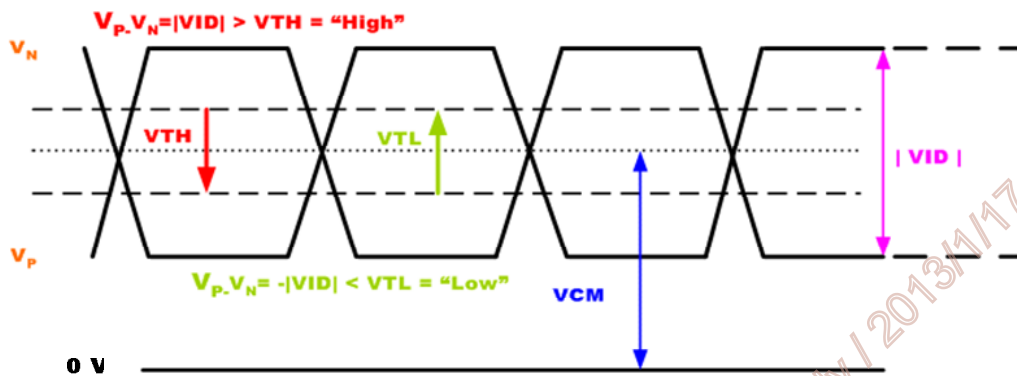 VP-VN=|VID| > VTH = “High”
VN
VTH
VTL
| VID |
VP
VP-VN= -|VID| < VTL = “Low”
VCM
0 V
/ 2013/1/17